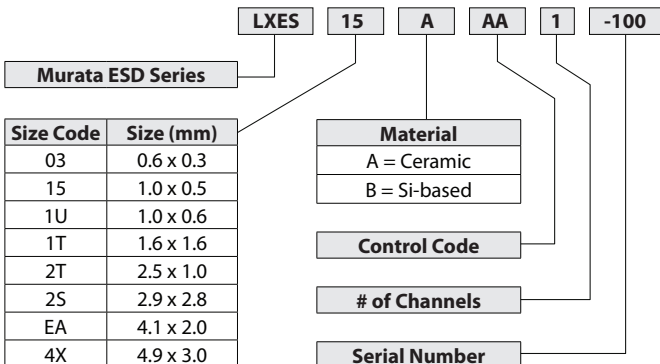 LXES 15 A AA 1 -100
Murata ESD Series
Size Code Size (mm)
03 0.6 x 0.3
15 1.0 x 0.5
1U 1.0 x 0.6
1T 1.6 x 1.6
2T 2.5 x 1.0
2S 2.9 x 2.8
EA 4.1 x 2.0
4X 4.9 x 3.0
Material
A = Ceramic
B = Si-based
Control Code
# of Channels
Serial Number